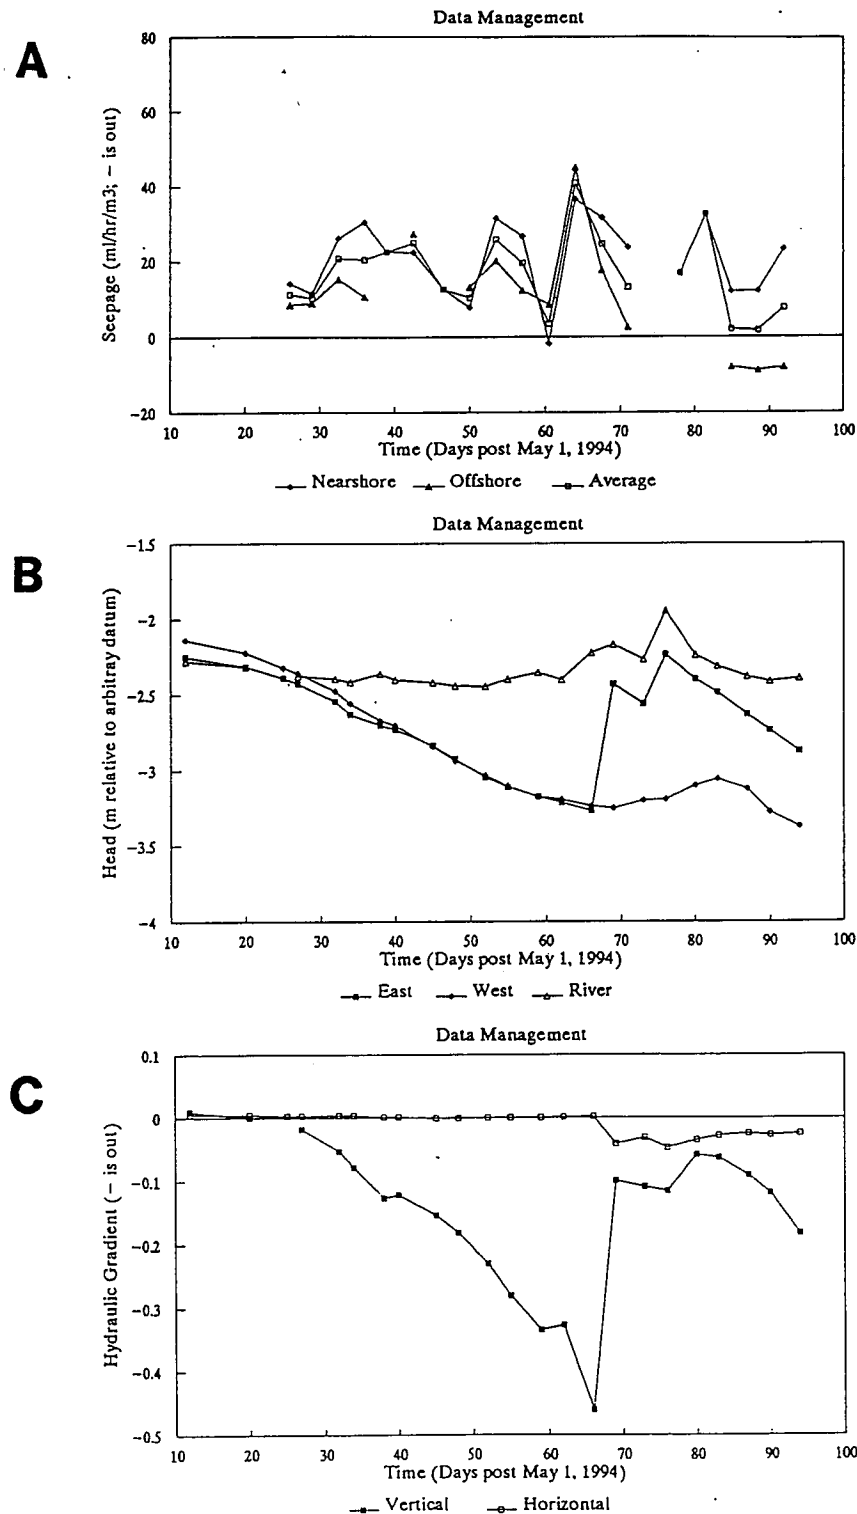 A
Data Management
Seepage (ml/hr/m3; − is out)
80
60
40
20
0
−20
10 20 30 40 50 60 70 80 90 100
Time (Days post May 1, 1994)
Nearshore Offshore Average
B
Data Management
Head (m relative to arbitray datum)
−1.5
−2
−2.5
−3
−3.5
−4
10 20 30 40 50 60 70 80 90 100
Time (Days post May 1, 1994)
East West River
C
Data Management
Hydraulic Gradient (− is out)
0.1
0
−0.1
−0.2
−0.3
−0.4
−0.5
10 20 30 40 50 60 70 80 90 100
Time (Days post May 1, 1994)
Vertical Horizontal